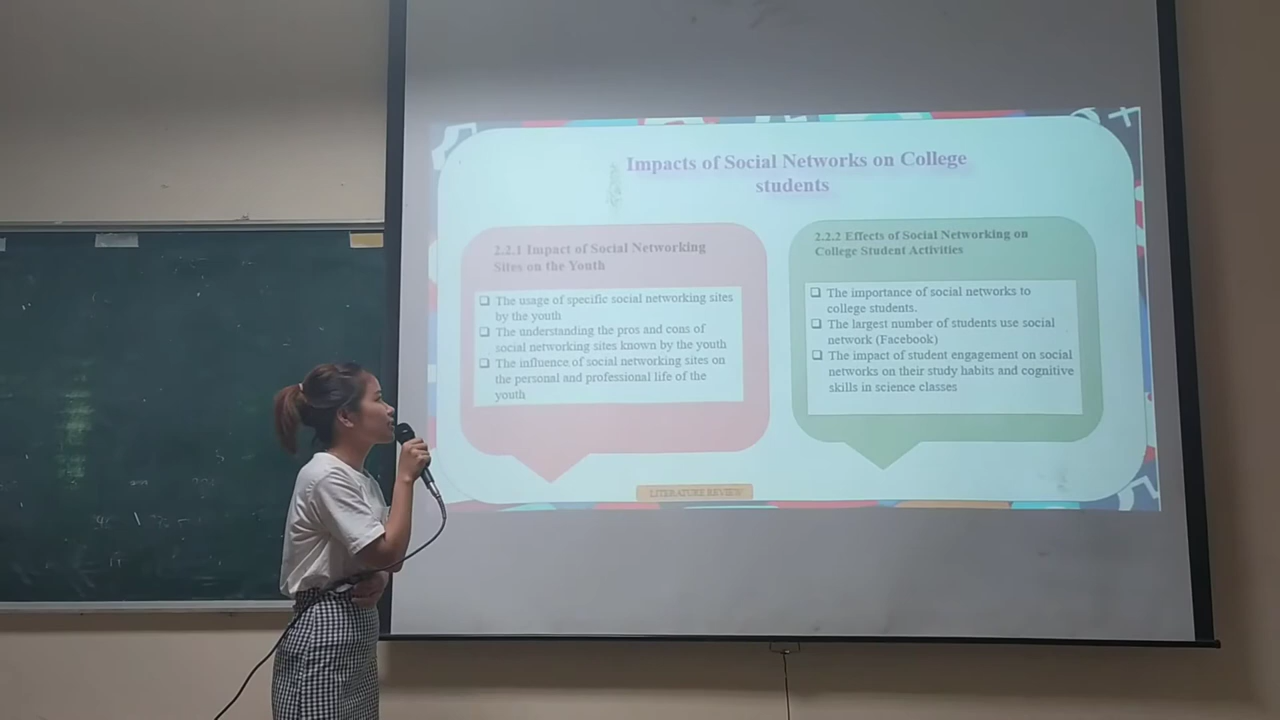 Impacts of Social Networks on College
students
2.2.1 Impact of Social Networking
Sites on the Youth
The usage of specific social networking sites
by the youth
The understanding the pros and cons of
social networking sites known by the youth
The influence of social networking sites on
the personal and professional life of the
youth
2.2.2 Effects of Social Networking on
College Student Activities
The importance of social networks to
college students.
The largest number of students use social
network (Facebook)
The impact of student engagement on social
networks on their study habits and cognitive
skills in science classes
LITERATURE REVIEW